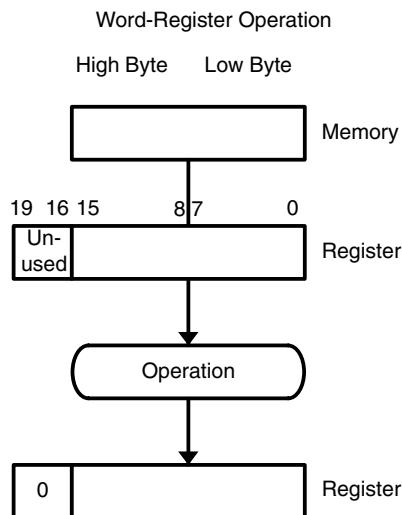 Word-Register Operation
High Byte Low Byte
Memory
19 16 15 8 7 0
Un-
used
Register
Operation
0
Register